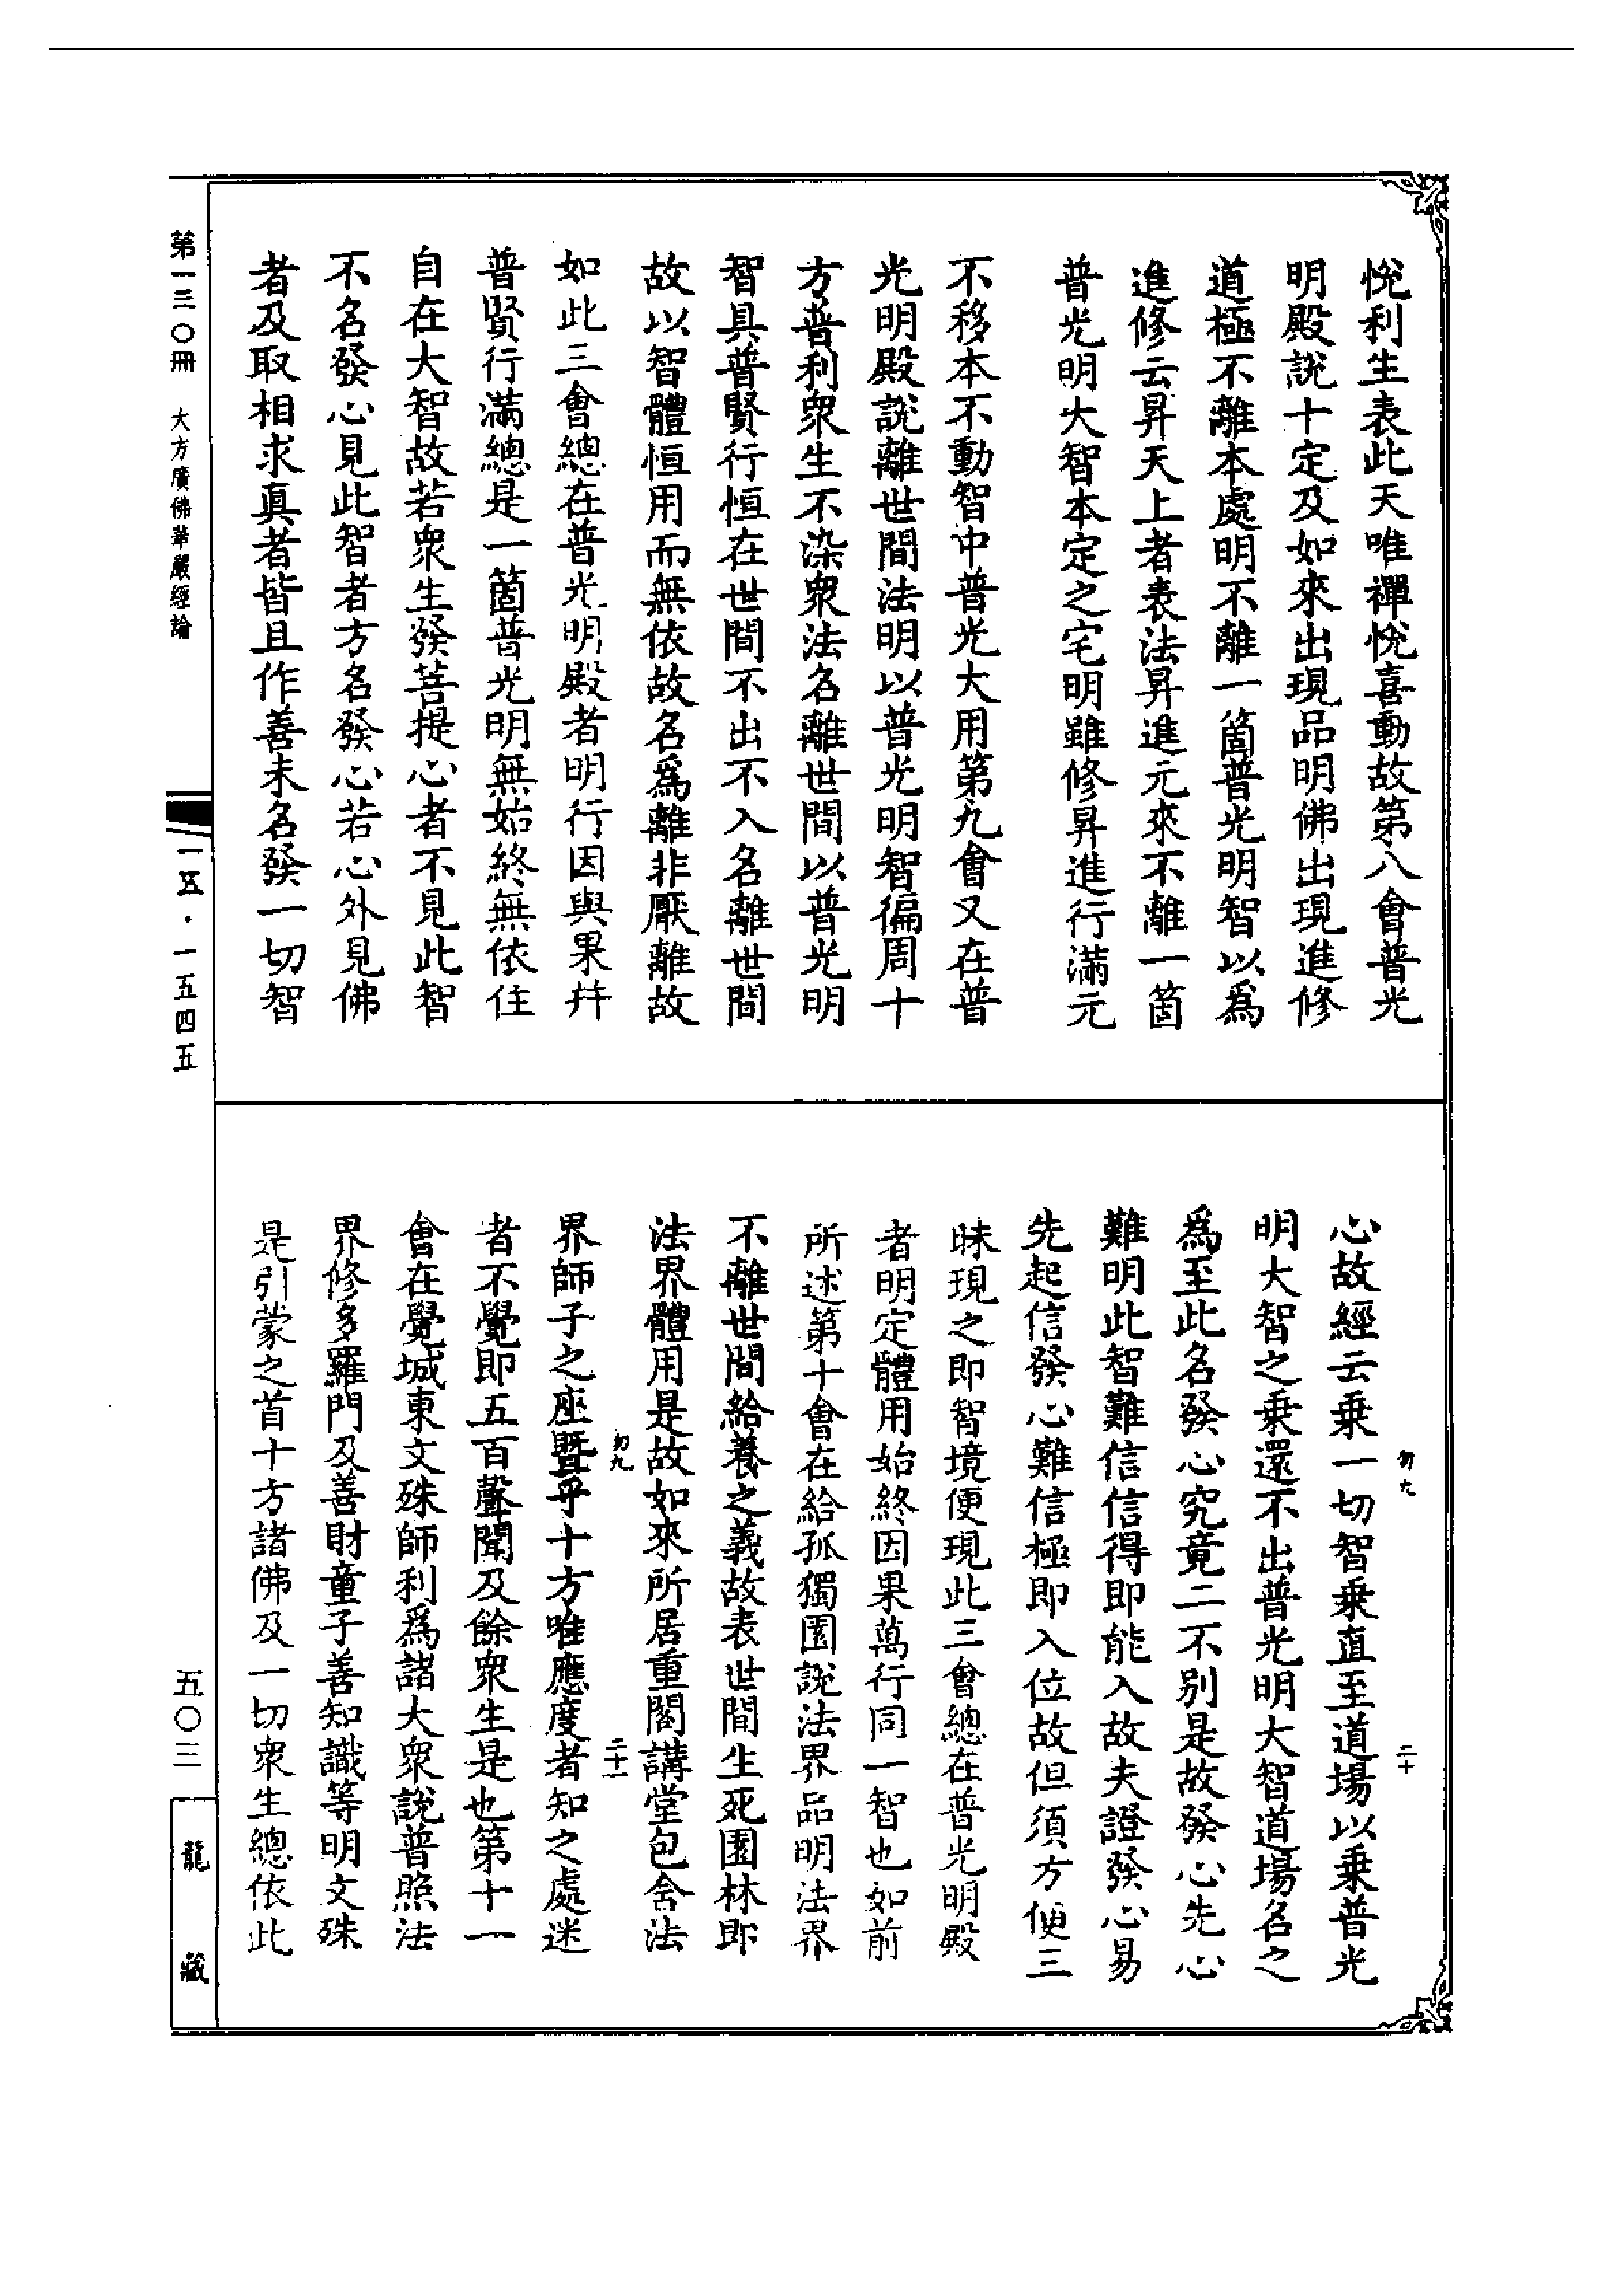 悅利生表此天唯禪悅喜動故第八會普光
明殿說十定及如來出現品明佛出現進修
道極不離本處明不離一箇普光明智以為
進修云昇天上者表法昇進元來不離一箇
普光明大智本定之宅明雖修昇進行滿元
不移本不動智中普光大用第九會又在普
光明殿說離世間法明以普光明智徧周十
方普利眾生不染眾法名離世間以普光明
智具普賢行恒在世間不出不入名離世間
故以智體恒用而無依故名為離非厭離故
如此三會總在普光明殿者明行因與果幷
普賢行滿總是一箇普光明無始終無依住
自在大智故若眾生發菩提心者不見此智
不名發心見此智者方名發心若心外見佛
者及取相求真者皆且作善未名發一切智
勿九
二十
心故經云乘一切智乘直至道場以乘普光
明大智之乘還不出普光明大智道場名之
為至此名發心究竟二不別是故發心先心
難明此智難信信得即能入故夫證發心易
先起信發心難信極即入位故但須方便三
昧現之即智境便現此三會總在普光明殿
者明定體用始終因果萬行同一智也如前
所述第十會在給孤獨園說法界品明法界
不離世間給養之義故表世間生死園林即
法界體用是故如來所居重閣講堂包含法
勿九
二十一
界師子之座暨乎十方唯應度者知之處迷
者不覺即五百聲聞及餘眾生是也第十一
會在覺城東文殊師利為諸大眾說普照法
界修多羅門及善財童子善知識等明文殊
是引蒙之首十方諸佛及一切眾生總依此
第一三〇冊 大方廣佛華嚴經論
一五·一五四五
五〇三
龍藏